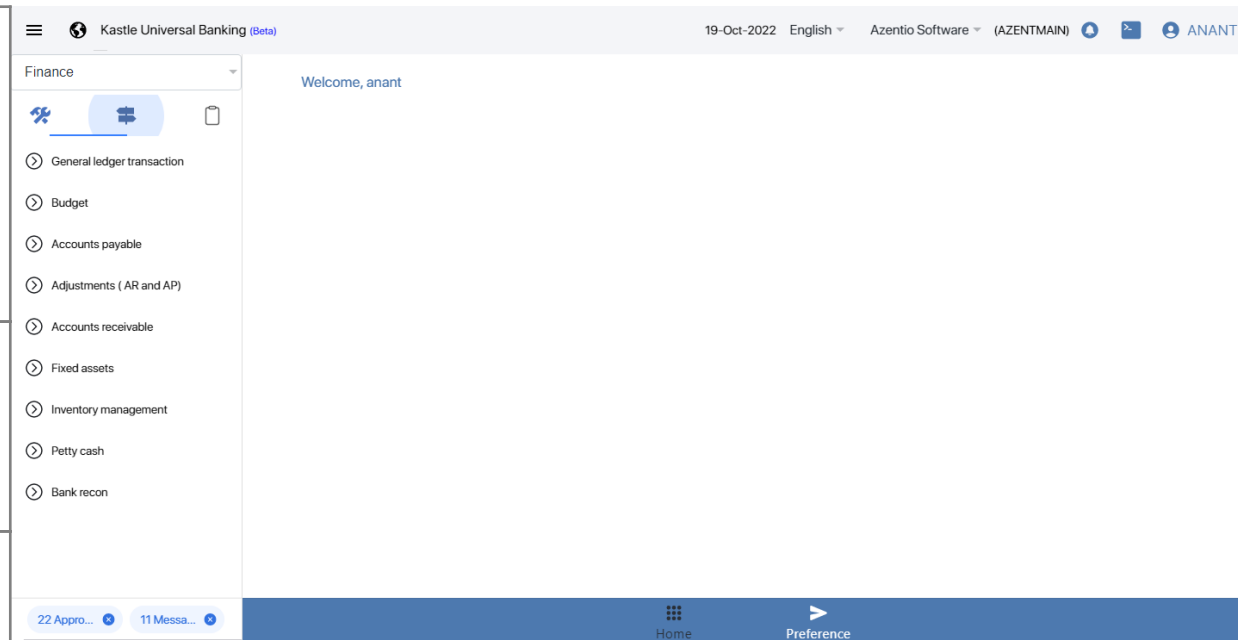 Kastle Universal Banking (Beta)
19-Oct-2022 English Azentio Software (AZENTMAIN) ANANT
Finance
Welcome, anant
General ledger transaction
Budget
Accounts payable
Adjustments ( AR and AP)
Accounts receivable
Fixed assets
Inventory management
Petty cash
Bank recon
22 Appro... 11 Messa...
Home
Preference